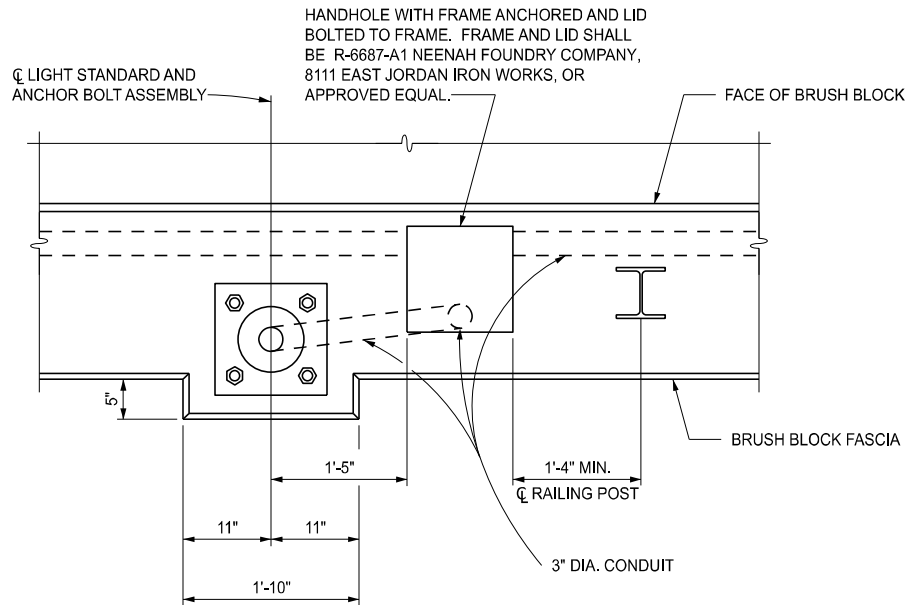 HANDHOLE WITH FRAME ANCHORED AND LID
BOLTED TO FRAME. FRAME AND LID SHALL
BE R-6687-A1 NEENAH FOUNDRY COMPANY,
8111 EAST JORDAN IRON WORKS, OR
APPROVED EQUAL.
℄ LIGHT STANDARD AND
ANCHOR BOLT ASSEMBLY
FACE OF BRUSH BLOCK
5"
BRUSH BLOCK FASCIA
1'-5"
1'-4" MIN.
℄ RAILING POST
11"
11"
3" DIA. CONDUIT
1'-10"